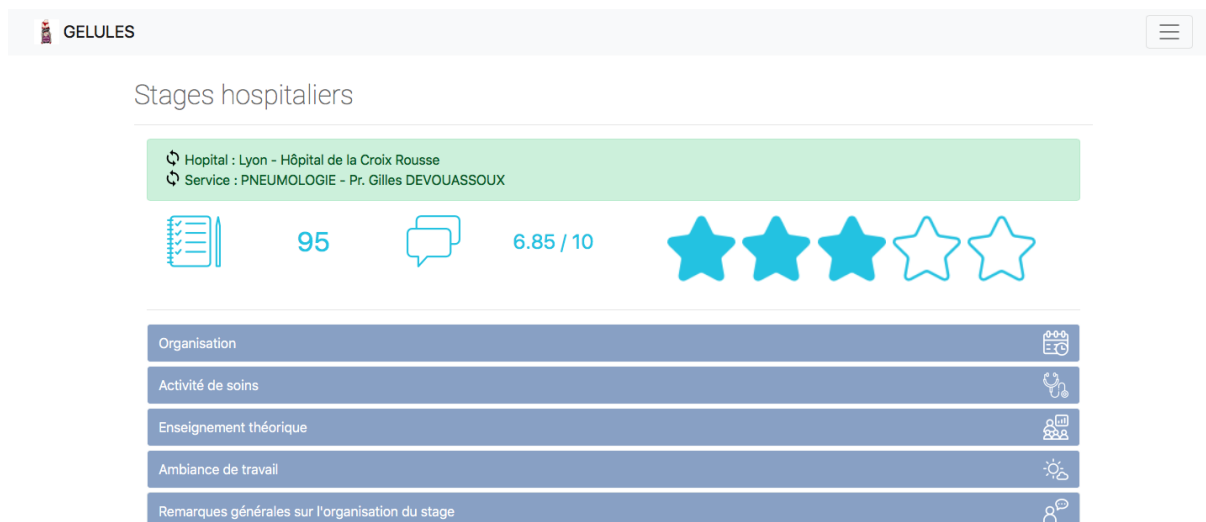 GELULES
Stages hospitaliers
Hopital : Lyon - Hôpital de la Croix Rousse
Service : PNEUMOLOGIE - Pr. Gilles DEVOUASSOUX
95 6.85 / 10
Organisation
Activité de soins
Enseignement théorique
Ambiance de travail
Remarques générales sur l'organisation du stage